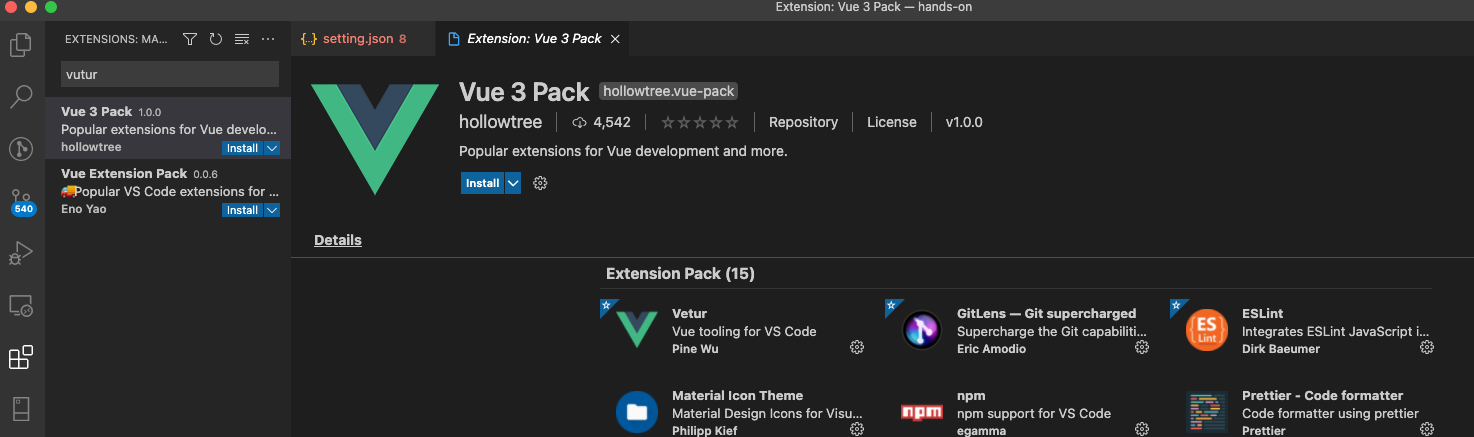 Extension: Vue 3 Pack — hands-on
EXTENSIONS: MA...
{..} setting.json 8
Extension: Vue 3 Pack
vutur
Vue 3 Pack 1.0.0
Popular extensions for Vue develo...
hollowtree
Install
Vue Extension Pack 0.0.6
Popular VS Code extensions for ...
Eno Yao
Install
540
Vue 3 Pack hollowtree.vue-pack
hollowtree 4,542 Repository License v1.0.0
Popular extensions for Vue development and more.
Install
Details
Extension Pack (15)
Vetur
Vue tooling for VS Code
Pine Wu
GitLens — Git supercharged
Supercharge the Git capabiliti...
Eric Amodio
ES
Lint
ESLint
Integrates ESLint JavaScript i...
Dirk Baeumer
Material Icon Theme
Material Design Icons for Visu...
Philipp Kief
npm
npm
npm support for VS Code
egamma
Prettier - Code formatter
Code formatter using prettier
Prettier